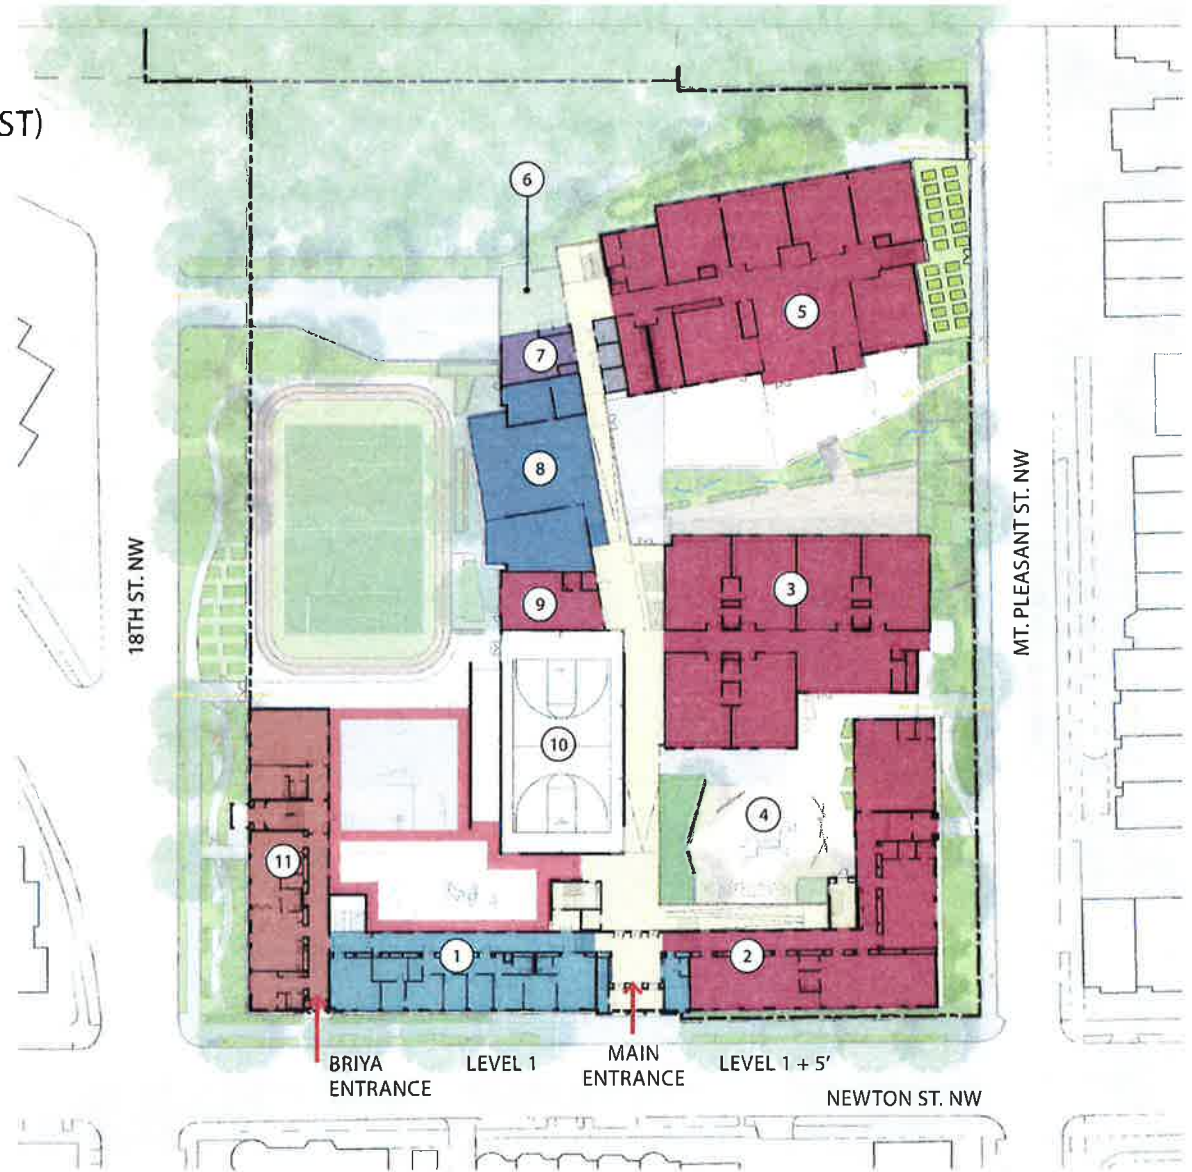 ST)
6
5
7
8
18TH ST. NW
MT. PLEASANT ST. NW
3
9
10
4
11
1
2
BRIYA
ENTRANCE
LEVEL 1
MAIN
ENTRANCE
LEVEL 1 + 5'
NEWTON ST. NW